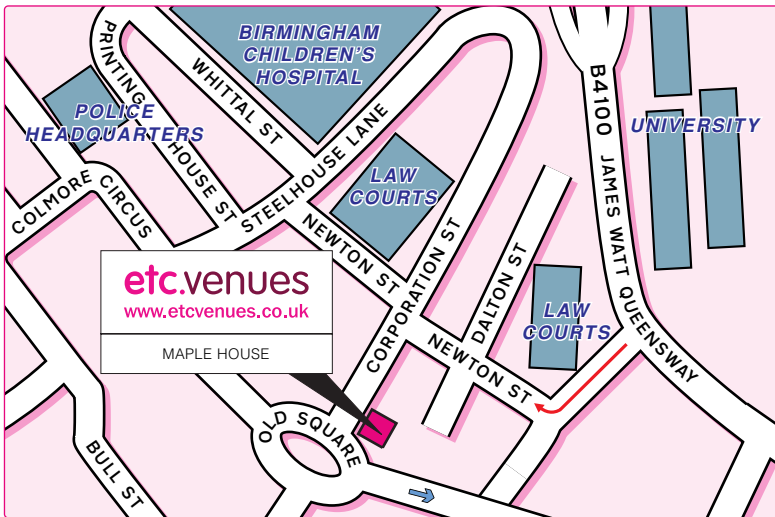 BIRMINGHAM
CHILDREN'S
HOSPITAL
PRINTING HOUSE ST
WHITTAL ST
POLICE
HEADQUARTERS
B4100 JAMES WATT QUEENSWAY
UNIVERSITY
STEELHOUSE LANE
LAW
COURTS
COLMORE CIRCUS
NEWTON ST
CORPORATION ST
DALTON ST
etc.venues
www.etcvenues.co.uk
MAPLE HOUSE
LAW
COURTS
NEWTON ST
OLD SQUARE
BULL ST